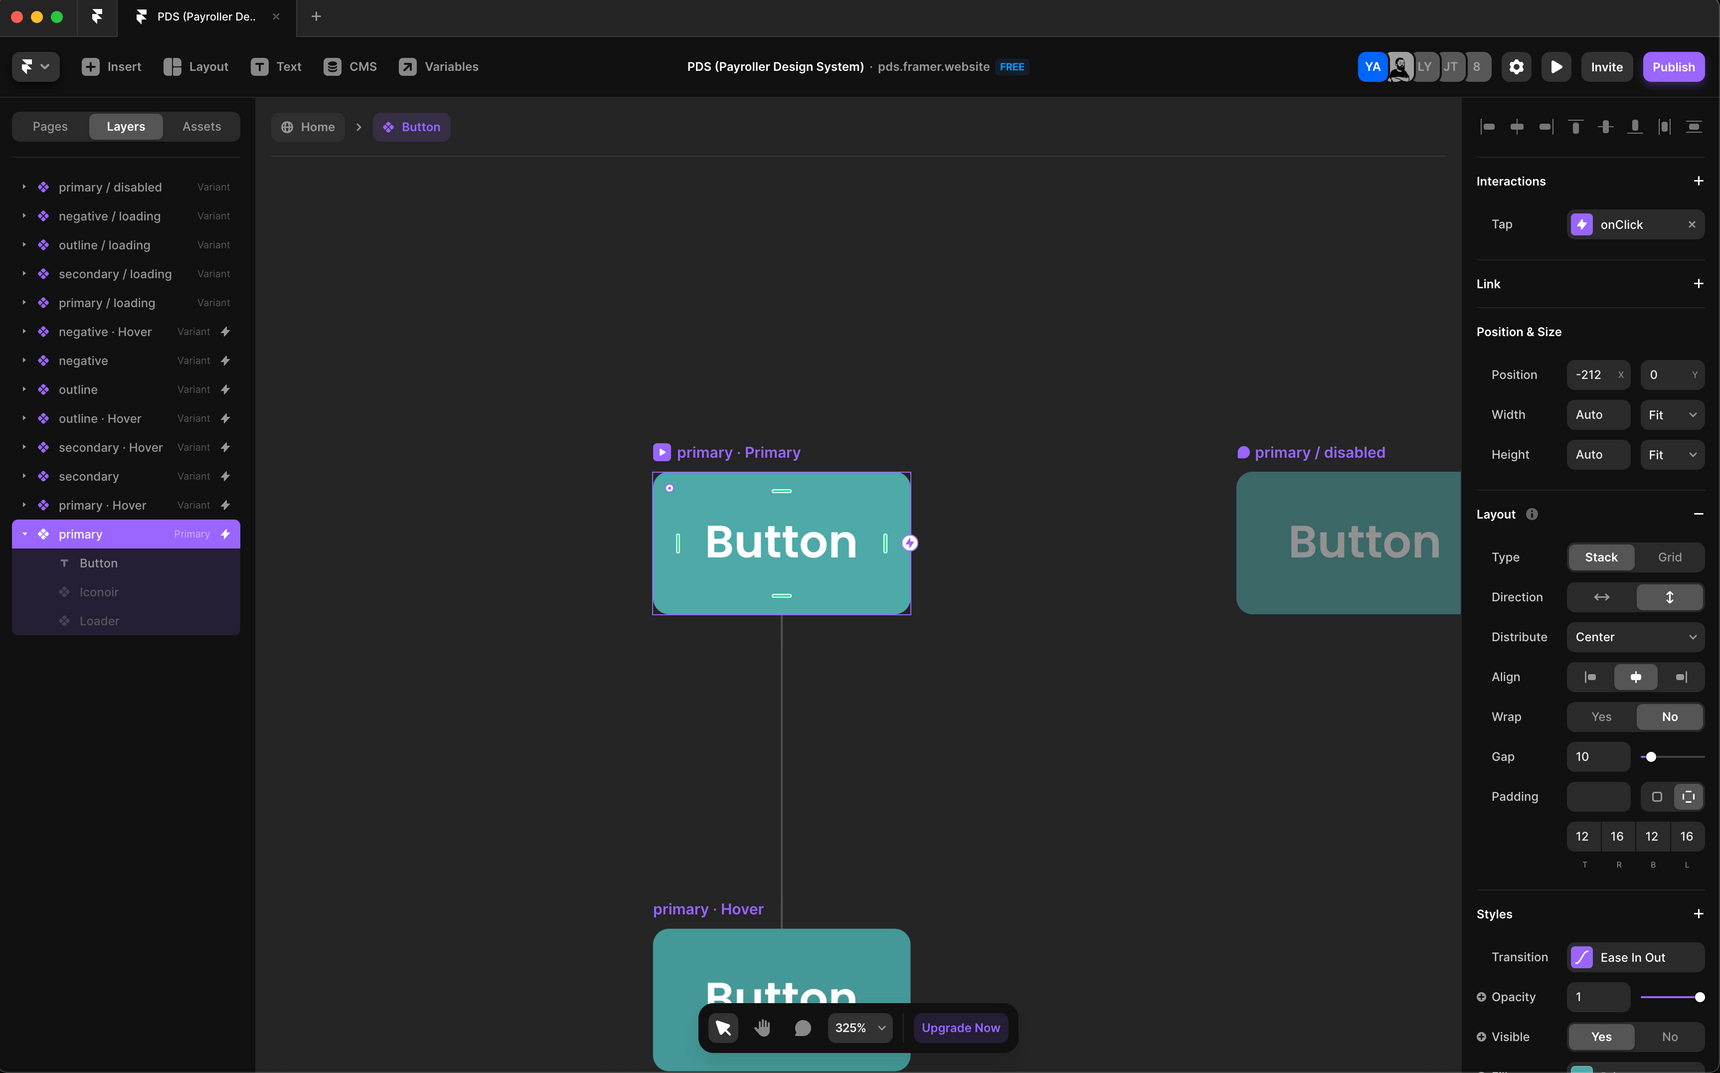 PDS (Payroller De..
Insert
Layout
Text
CMS
Variables
PDS (Payroller Design System) · pds.framer.website FREE
YA
LY
JT
8
Invite
Publish
Pages
Layers
Assets
Home
Button
primary / disabled Variant
negative / loading Variant
outline / loading Variant
secondary / loading Variant
primary / loading Variant
negative · Hover Variant
negative Variant
outline Variant
outline · Hover Variant
secondary · Hover Variant
secondary Variant
primary · Hover Variant
primary Primary
Button
Iconoir
Loader
primary · Primary
Button
primary / disabled
Button
primary · Hover
Button
325%
Upgrade Now
Interactions
Tap onClick
Link
Position & Size
Position -212 X 0 Y
Width Auto Fit
Height Auto Fit
Layout
Type Stack Grid
Direction
Distribute Center
Align
Wrap Yes No
Gap 10
Padding
12 16 12 16
T R B L
Styles
Transition Ease In Out
Opacity 1
Visible Yes No